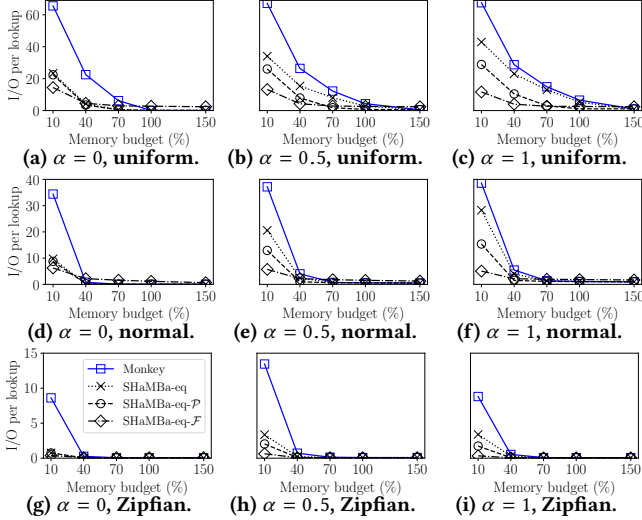 I/O per lookup
60
40
20
0
10 40 70 100 150
10 40 70 100 150
10 40 70 100 150
Memory budget (%)
Memory budget (%)
Memory budget (%)
(a) α = 0, uniform.
(b) α = 0.5, uniform.
(c) α = 1, uniform.
I/O per lookup
40
30
20
10
0
10 40 70 100 150
10 40 70 100 150
10 40 70 100 150
Memory budget (%)
Memory budget (%)
Memory budget (%)
(d) α = 0, normal.
(e) α = 0.5, normal.
(f) α = 1, normal.
I/O per lookup
15
10
5
0
Monkey
SHaMBa-eq
SHaMBa-eq-𝒫
SHaMBa-eq-ℱ
10 40 70 100 150
10 40 70 100 150
10 40 70 100 150
Memory budget (%)
Memory budget (%)
Memory budget (%)
(g) α = 0, Zipfian.
(h) α = 0.5, Zipfian.
(i) α = 1, Zipfian.